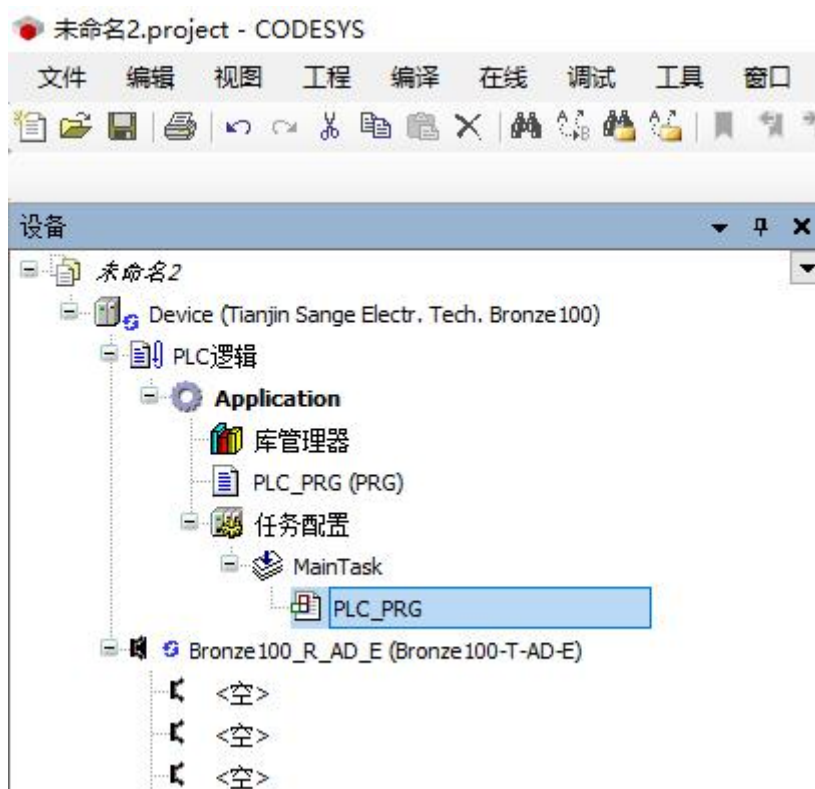 未命名2.project - CODESYS
文件 编辑 视图 工程 编译 在线 调试 工具 窗口
设备
未命名2
Device (Tianjin Sange Electr. Tech. Bronze100)
PLC逻辑
Application
库管理器
PLC_PRG (PRG)
任务配置
MainTask
PLC_PRG
Bronze100_R_AD_E (Bronze100-T-AD-E)
<空>
<空>
<空>